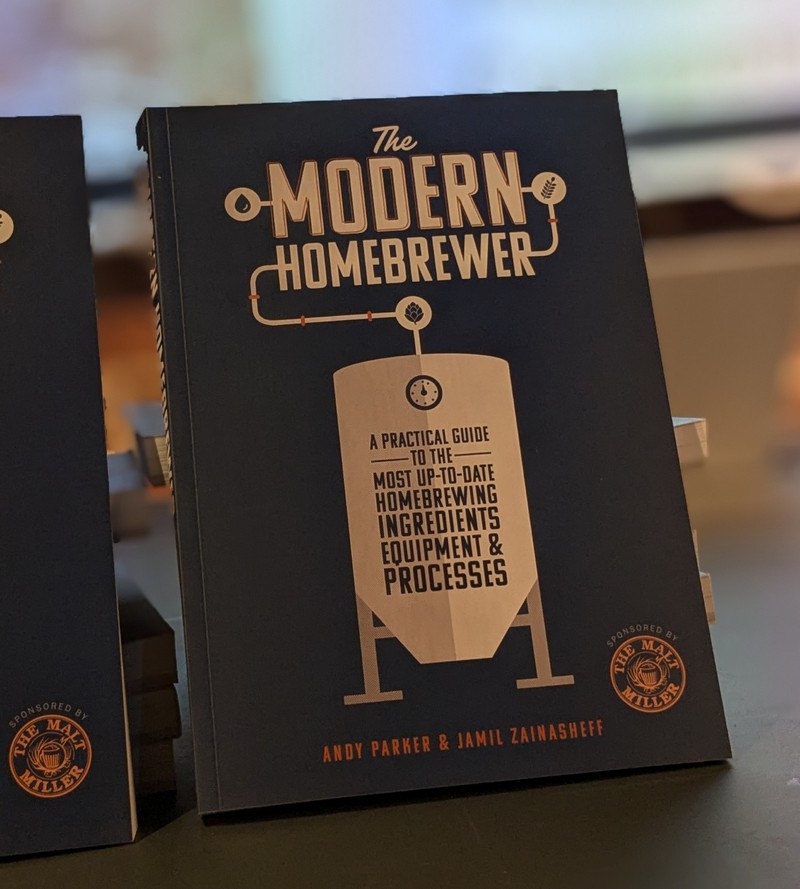 The
MODERN
HOMEBREWER
A PRACTICAL GUIDE
TO THE
MOST UP-TO-DATE
HOMEBREWING
INGREDIENTS
EQUIPMENT &
PROCESSES
SPONSORED BY
THE MALT
MILLER
ANDY PARKER & JAMIL ZAINASHEFF
SPONSORED BY
THE MALT
MILLER